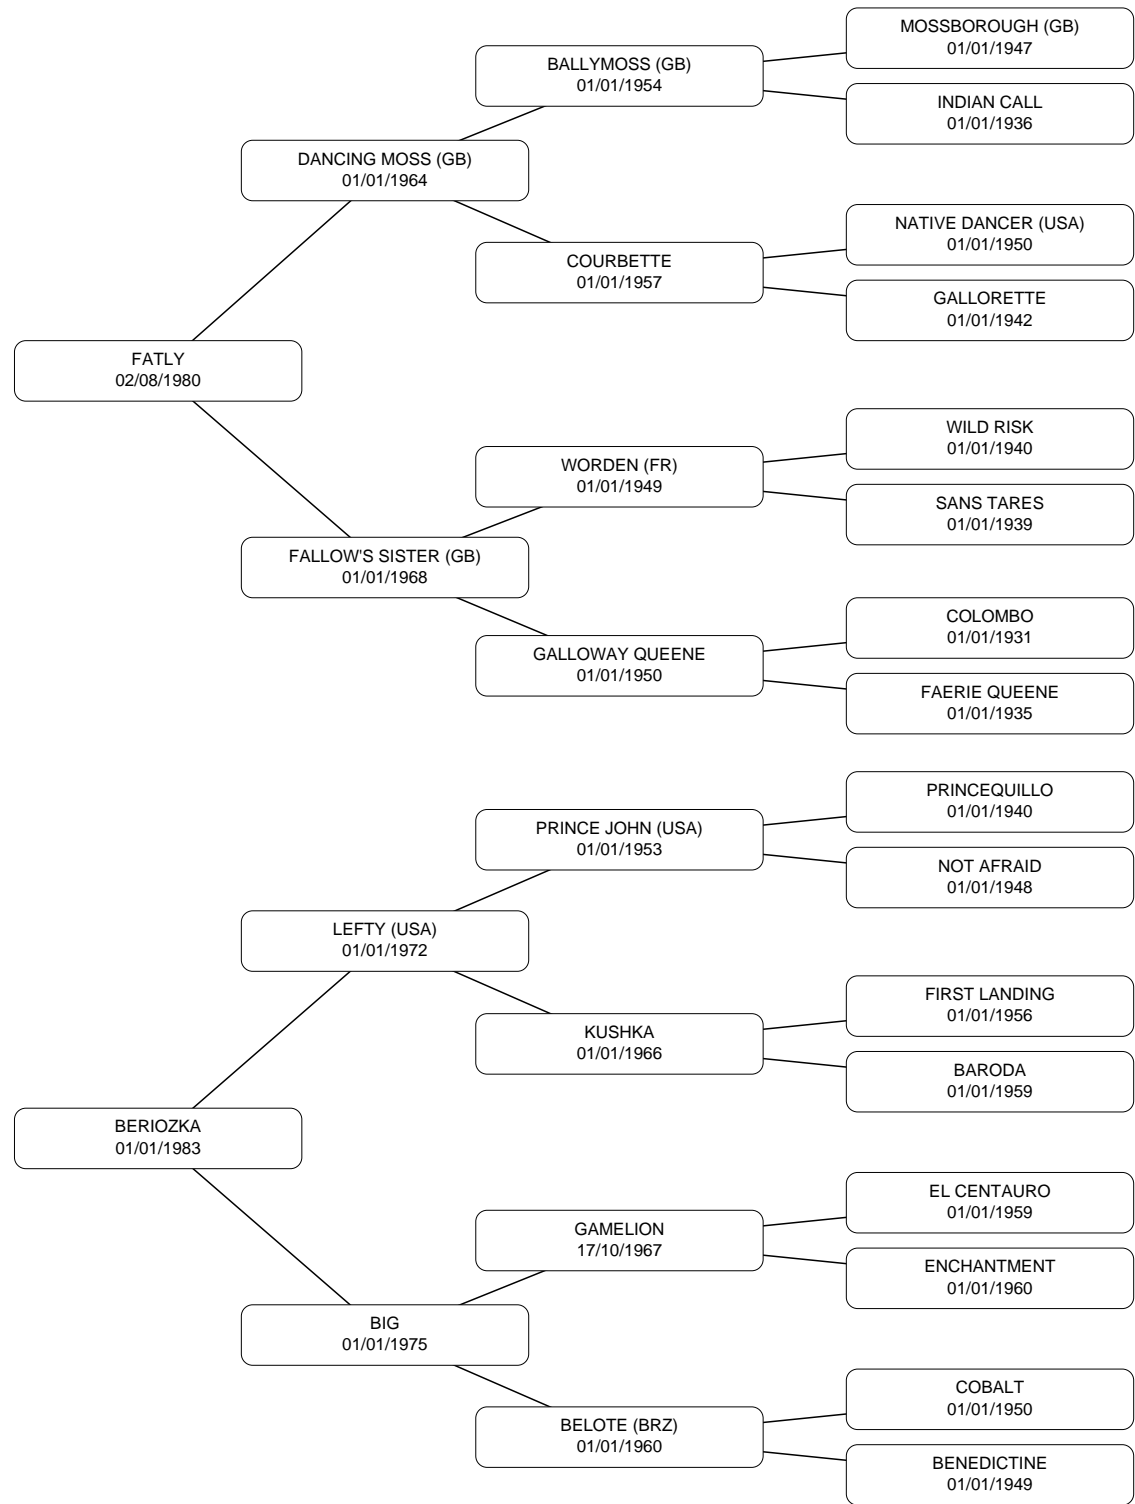 MOSSBOROUGH (GB)
01/01/1947
BALLYMOSS (GB)
01/01/1954
INDIAN CALL
01/01/1936
DANCING MOSS (GB)
01/01/1964
NATIVE DANCER (USA)
01/01/1950
COURBETTE
01/01/1957
GALLORETTE
01/01/1942
FATLY
02/08/1980
WILD RISK
01/01/1940
WORDEN (FR)
01/01/1949
SANS TARES
01/01/1939
FALLOW'S SISTER (GB)
01/01/1968
COLOMBO
01/01/1931
GALLOWAY QUEENE
01/01/1950
FAERIE QUEENE
01/01/1935
PRINCEQUILLO
01/01/1940
PRINCE JOHN (USA)
01/01/1953
NOT AFRAID
01/01/1948
LEFTY (USA)
01/01/1972
FIRST LANDING
01/01/1956
KUSHKA
01/01/1966
BARODA
01/01/1959
BERIOZKA
01/01/1983
EL CENTAURO
01/01/1959
GAMELION
17/10/1967
ENCHANTMENT
01/01/1960
BIG
01/01/1975
COBALT
01/01/1950
BELOTE (BRZ)
01/01/1960
BENEDICTINE
01/01/1949